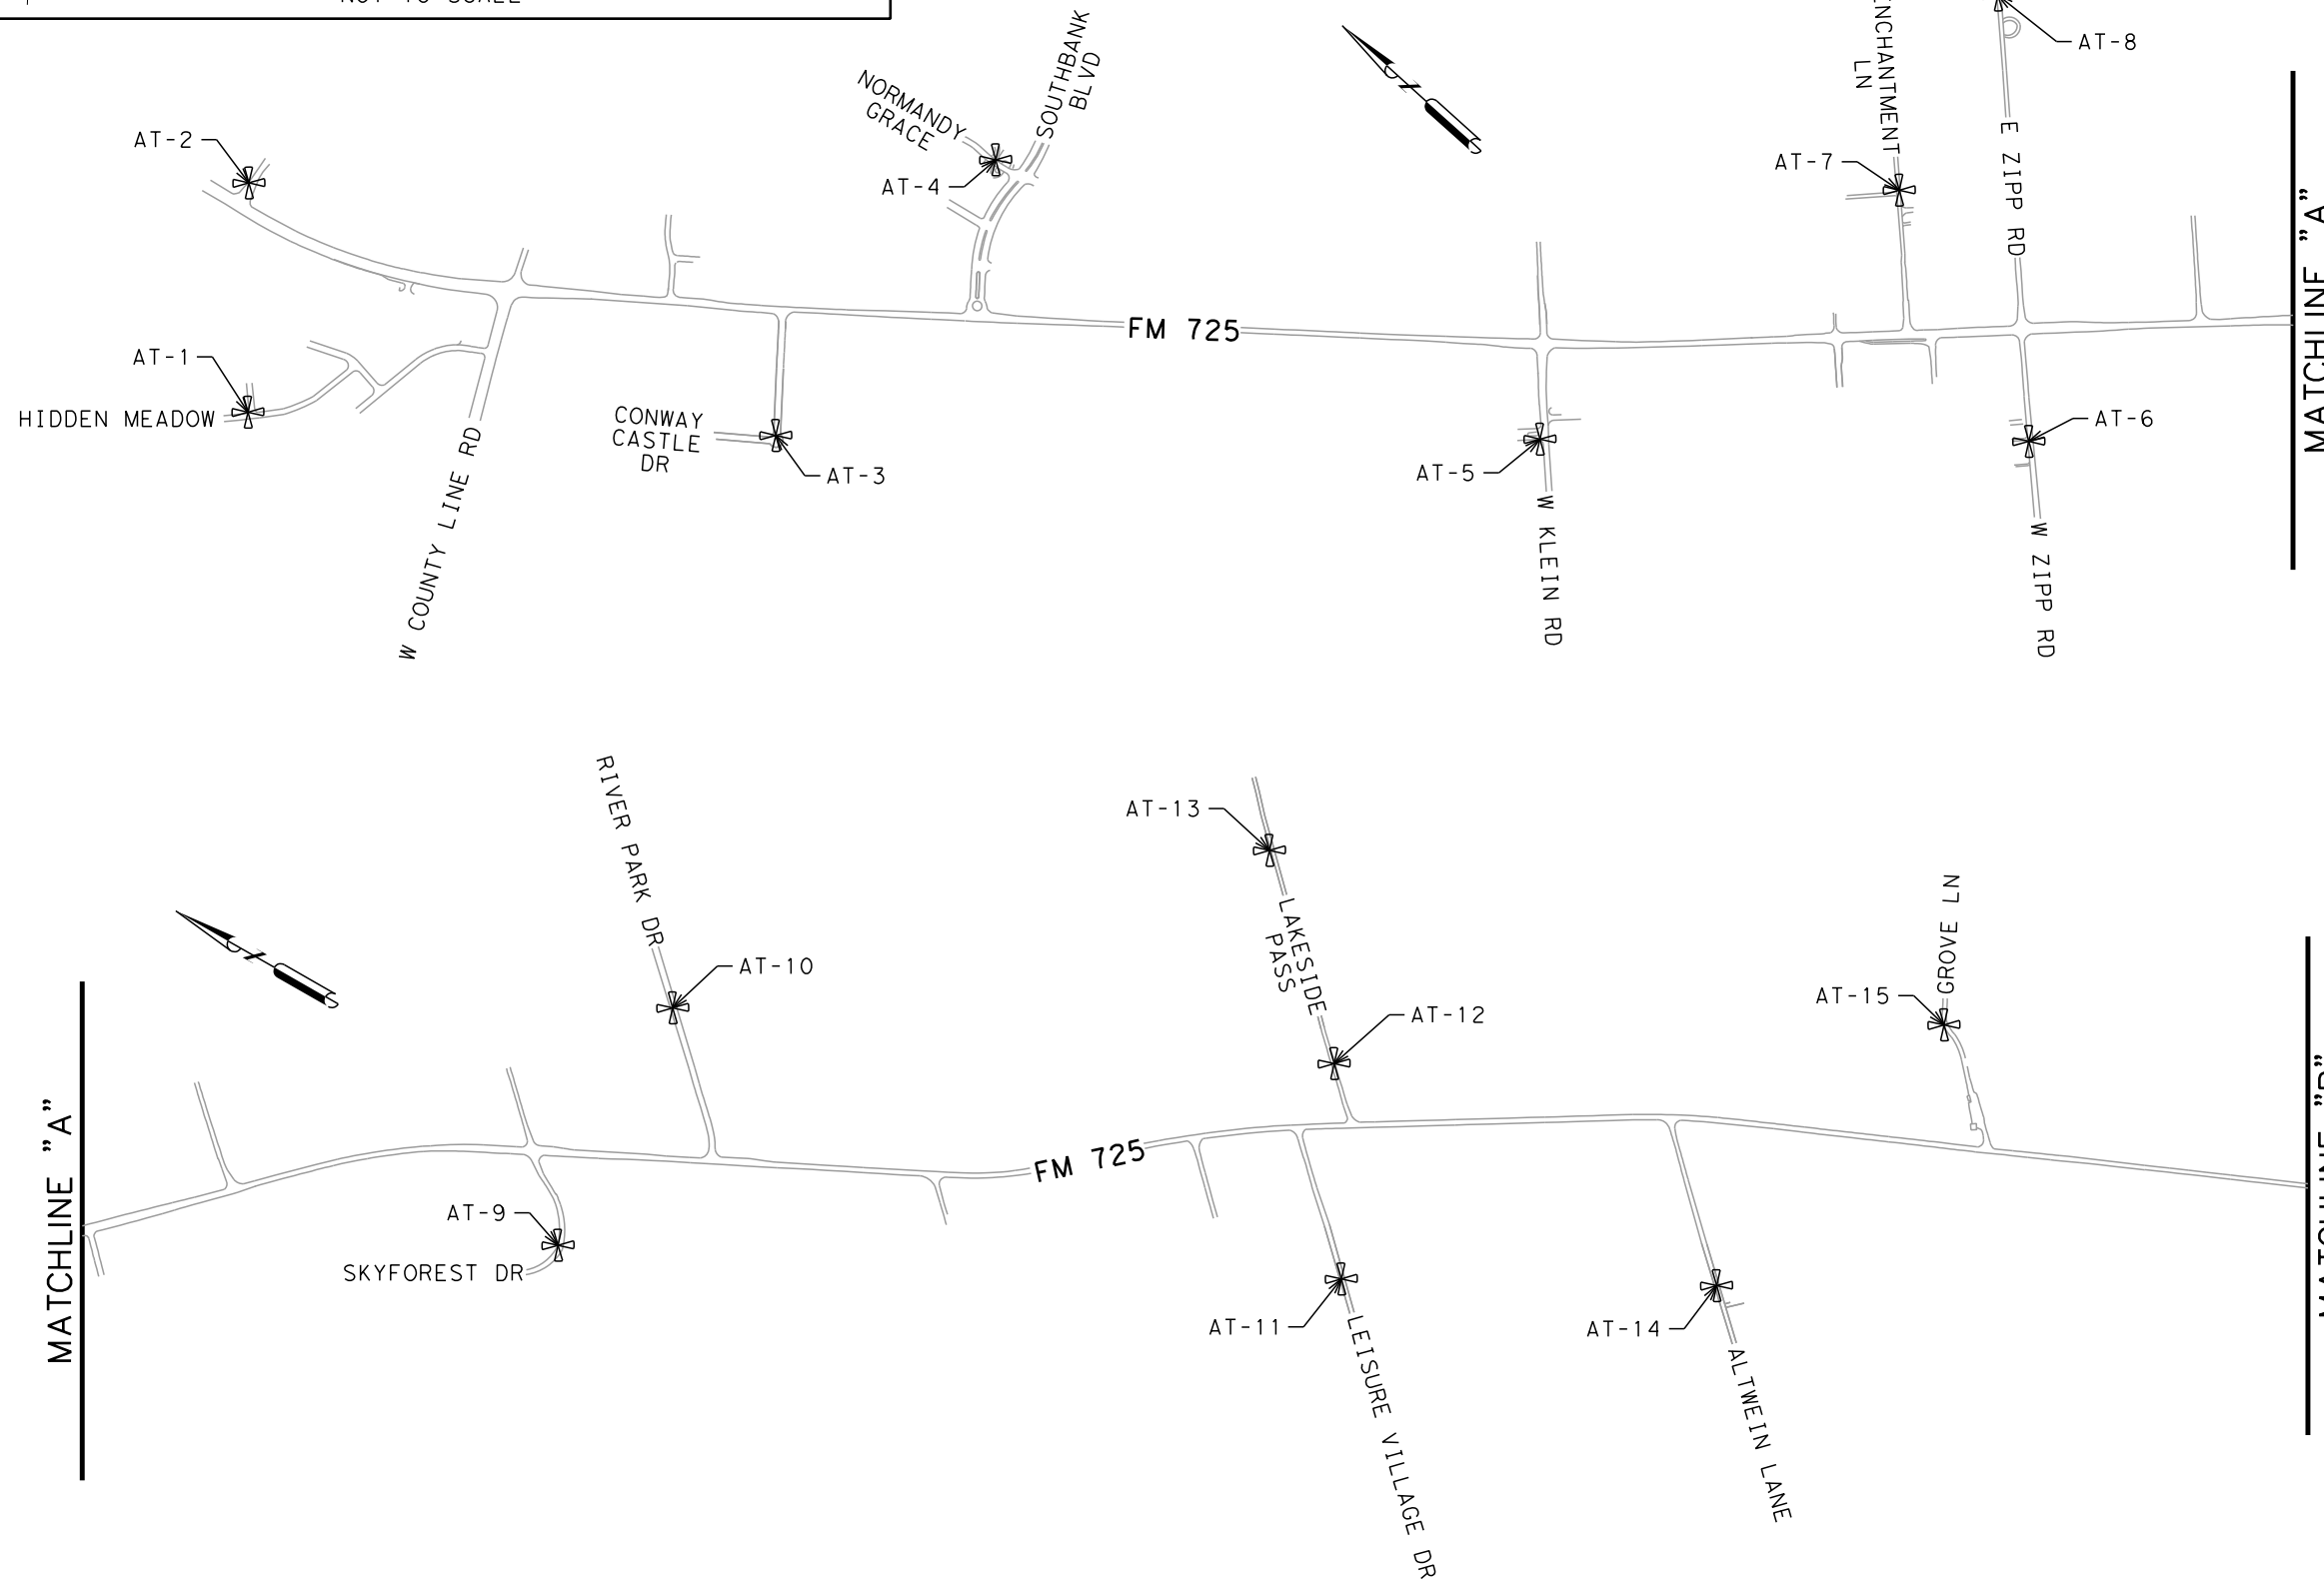 NOT TO SCALE
SOUTHBANK
BLVD
NORMANDY
GRACE
AT-2
AT-4
AT-8
LN
AT-7
E ZIPP RD
MATCHLINE "A"
AT-1
HIDDEN MEADOW
FM 725
CONWAY
CASTLE
DR
AT-3
W COUNTY LINE RD
AT-5
W KLEIN RD
AT-6
W ZIPP RD
RIVER PARK DR
AT-10
AT-13
LAKESIDE
PASS
AT-12
GROVE LN
AT-15
MATCHLINE "A"
AT-9
SKYFOREST DR
FM 725
AT-11
LEISURE VILLAGE DR
AT-14
ALTWEIN LANE